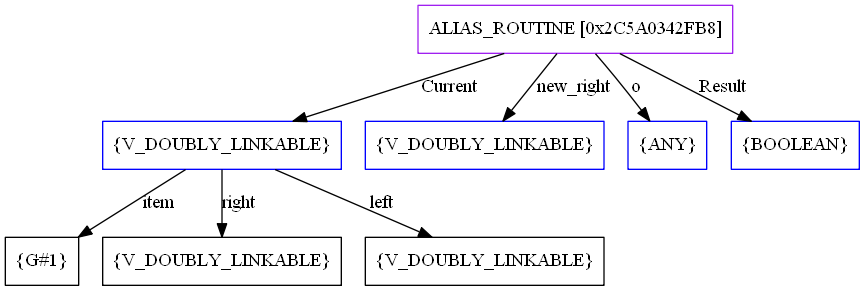 ALIAS_ROUTINE [0x2C5A0342FB8]
Current
new_right
o
Result
{V_DOUBLY_LINKABLE}
{V_DOUBLY_LINKABLE}
{ANY}
{BOOLEAN}
item
right
left
{G#1}
{V_DOUBLY_LINKABLE}
{V_DOUBLY_LINKABLE}